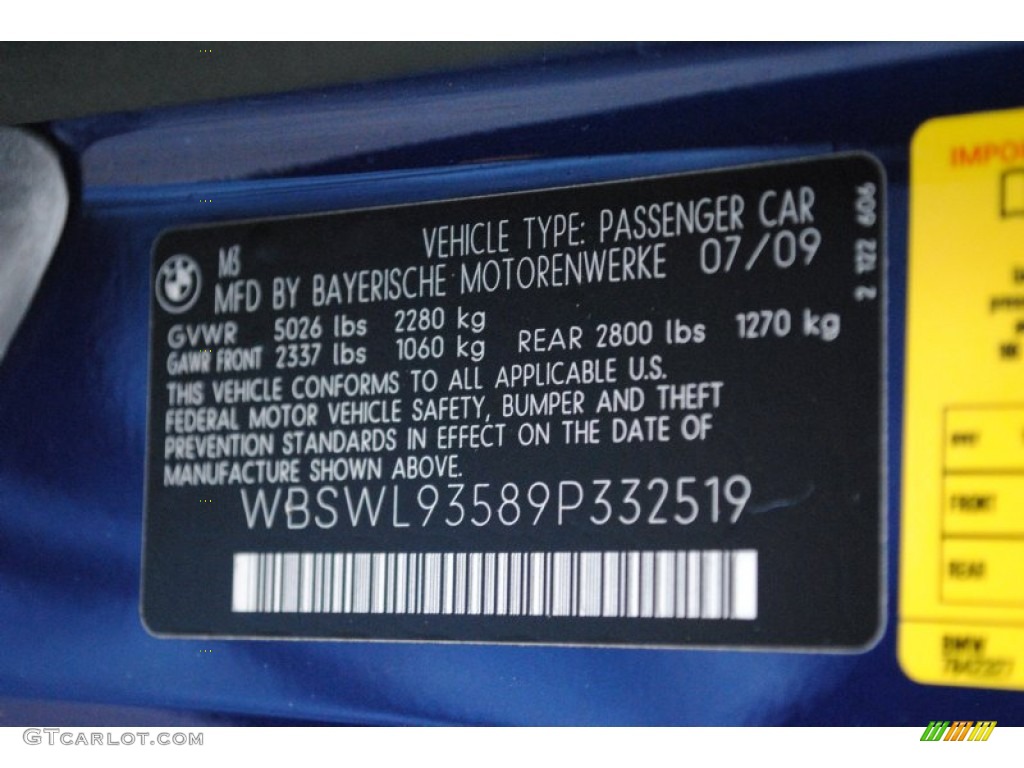 M3
VEHICLE TYPE: PASSENGER CAR
MFD BY BAYERISCHE MOTORENWERKE 07/09
2 122 606
GVWR 5026 lbs 2280 kg
GAWR FRONT 2337 lbs 1060 kg REAR 2800 lbs 1270 kg
THIS VEHICLE CONFORMS TO ALL APPLICABLE U.S.
FEDERAL MOTOR VEHICLE SAFETY, BUMPER AND THEFT
PREVENTION STANDARDS IN EFFECT ON THE DATE OF
MANUFACTURE SHOWN ABOVE.
WBSWL93589P332519
FRONT
REAR
BMW
GTCARLOT.COM